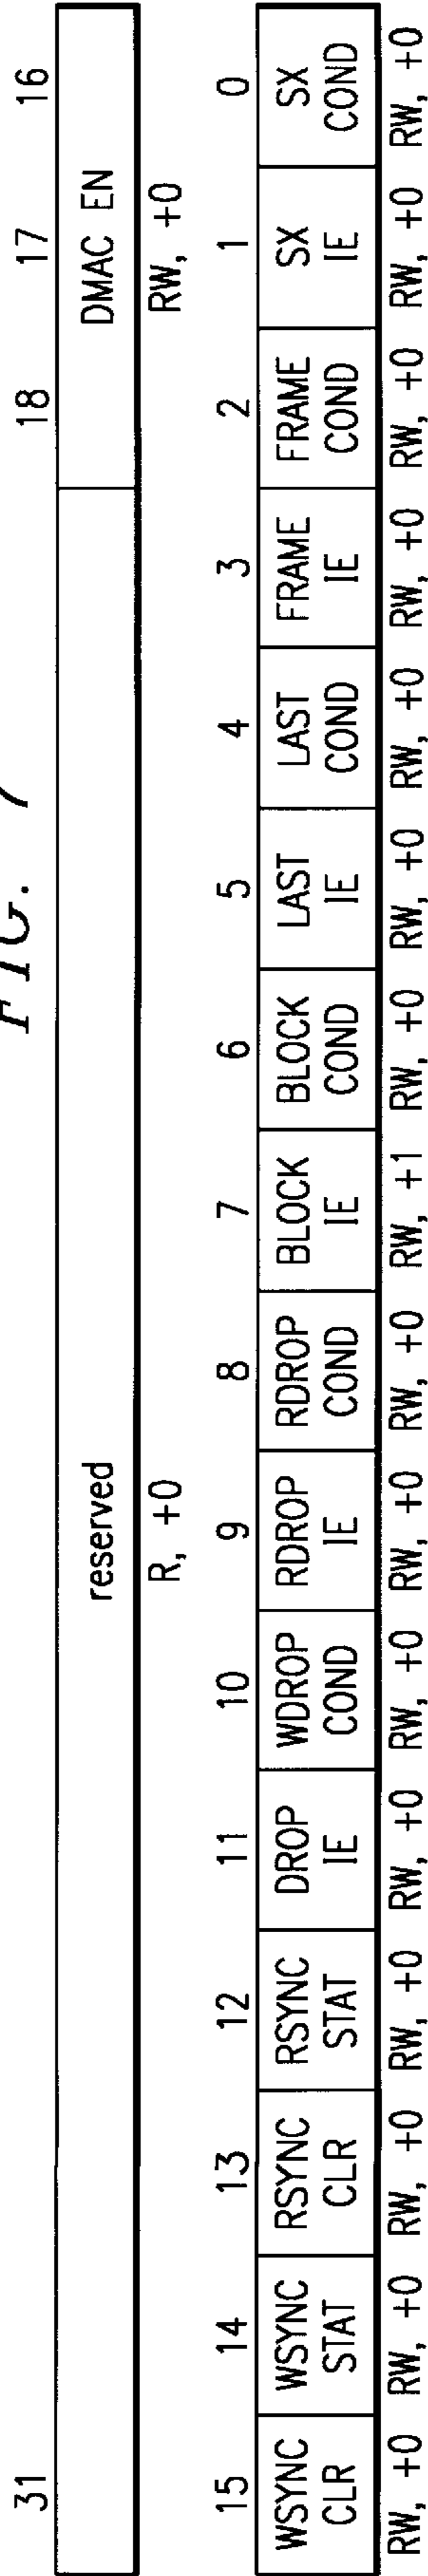 FIG. 7
31 18 17 16
reserved DMAC EN
R, +0 RW, +0
15 14 13 12 11 10 9 8 7 6 5 4 3 2 1 0
WSYNC WSYNC RSYNC RSYNC DROP WDROP RDROP RDROP BLOCK BLOCK LAST LAST FRAME FRAME SX SX
CLR STAT CLR STAT IE COND IE COND IE COND IE COND IE COND IE COND
RW, +0 RW, +0 RW, +0 RW, +0 RW, +0 RW, +0 RW, +0 RW, +0 RW, +1 RW, +0 RW, +0 RW, +0 RW, +0 RW, +0 RW, +0 RW, +0